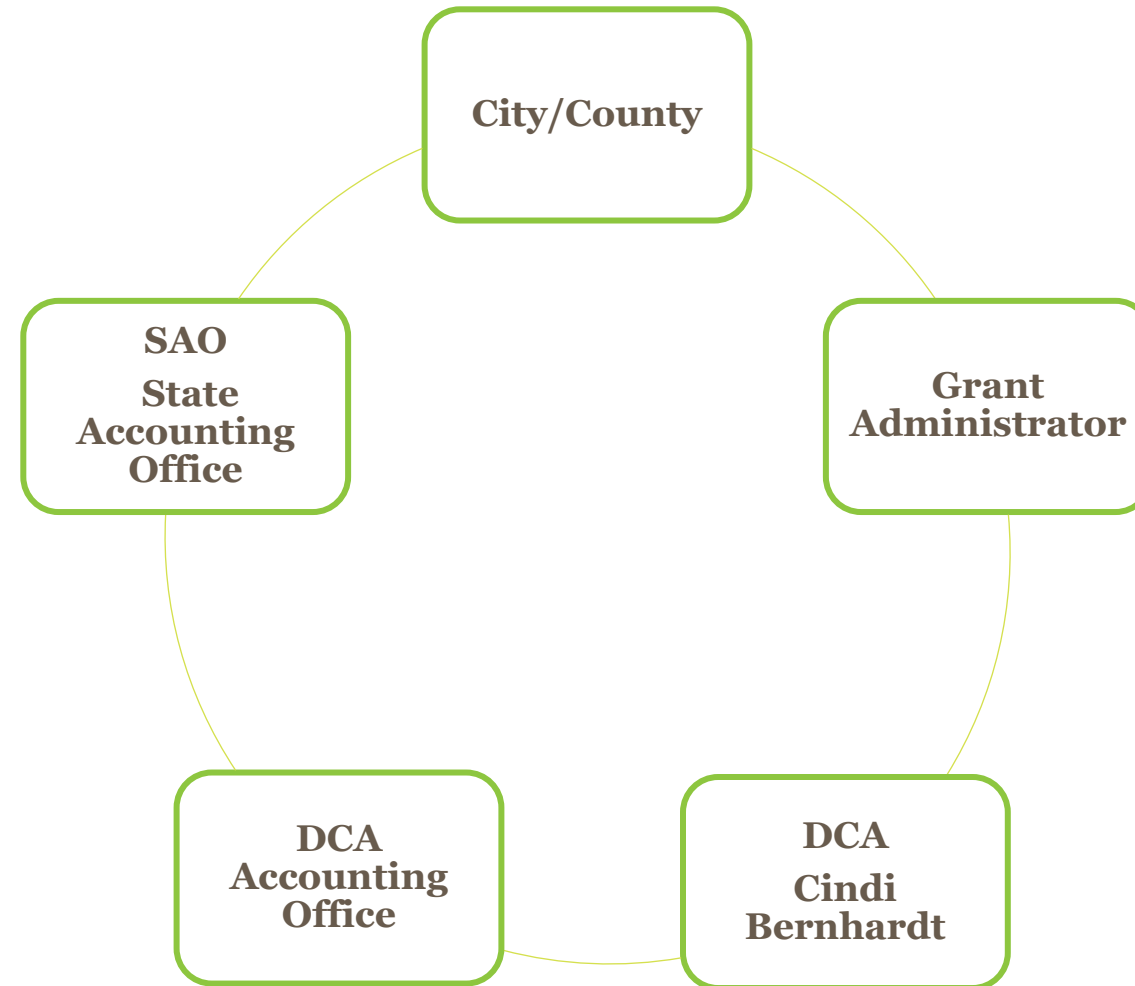 City/County
Grant
Administrator
DCA
Cindi
Bernhardt
DCA
Accounting
Office
SAO
State
Accounting
Office